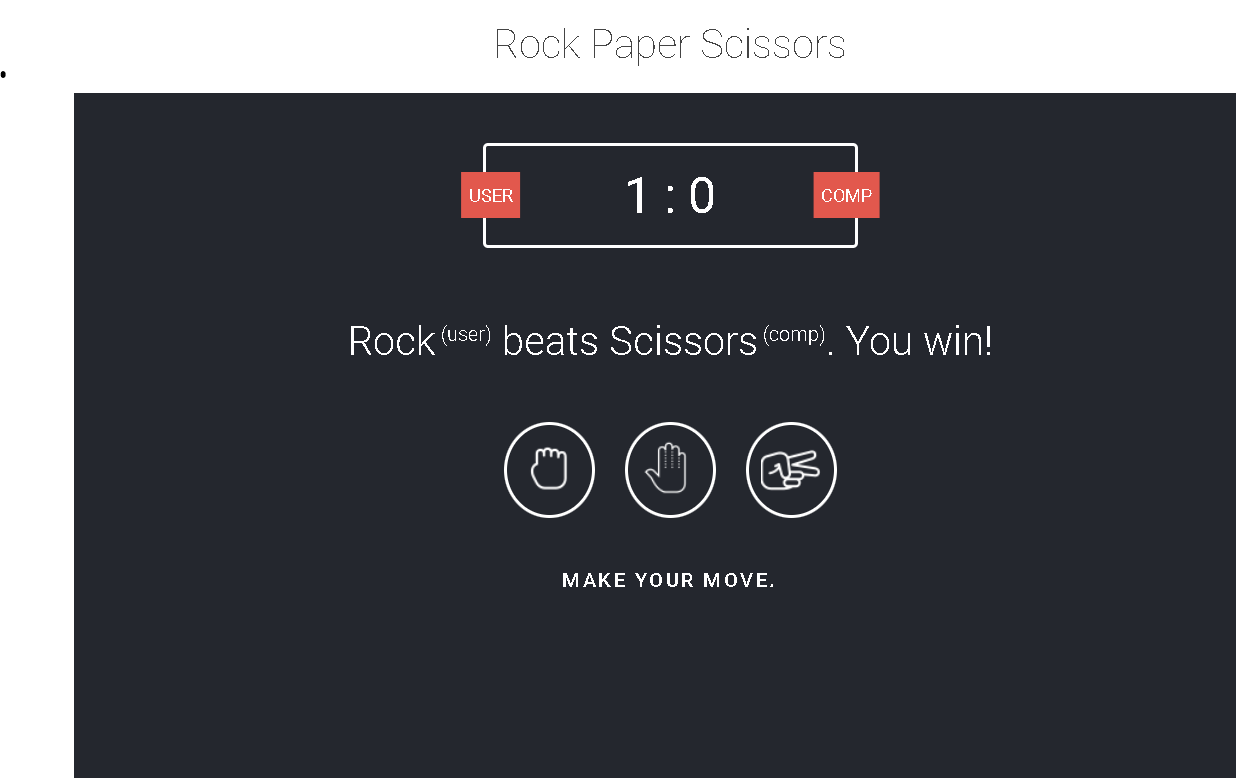 Rock Paper Scissors
USER 1 : 0 COMP
Rock (user) beats Scissors (comp). You win!
MAKE YOUR MOVE.